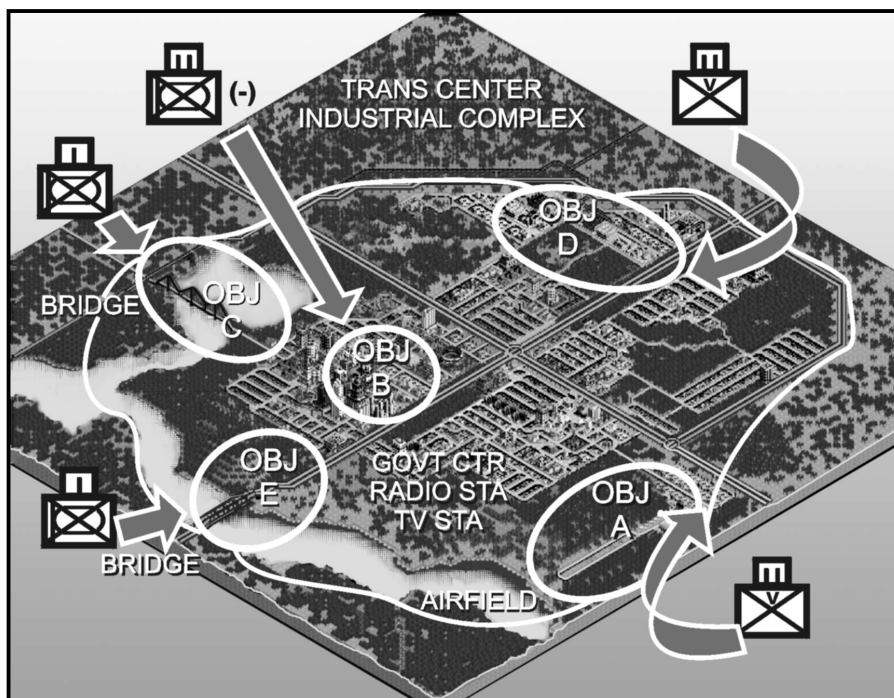 (-)
TRANS CENTER
INDUSTRIAL COMPLEX
V
OBJ
D
BRIDGE
OBJ
C
OBJ
B
OBJ
E
GOVT CTR
RADIO STA
TV STA
OBJ
A
BRIDGE
AIRFIELD
V